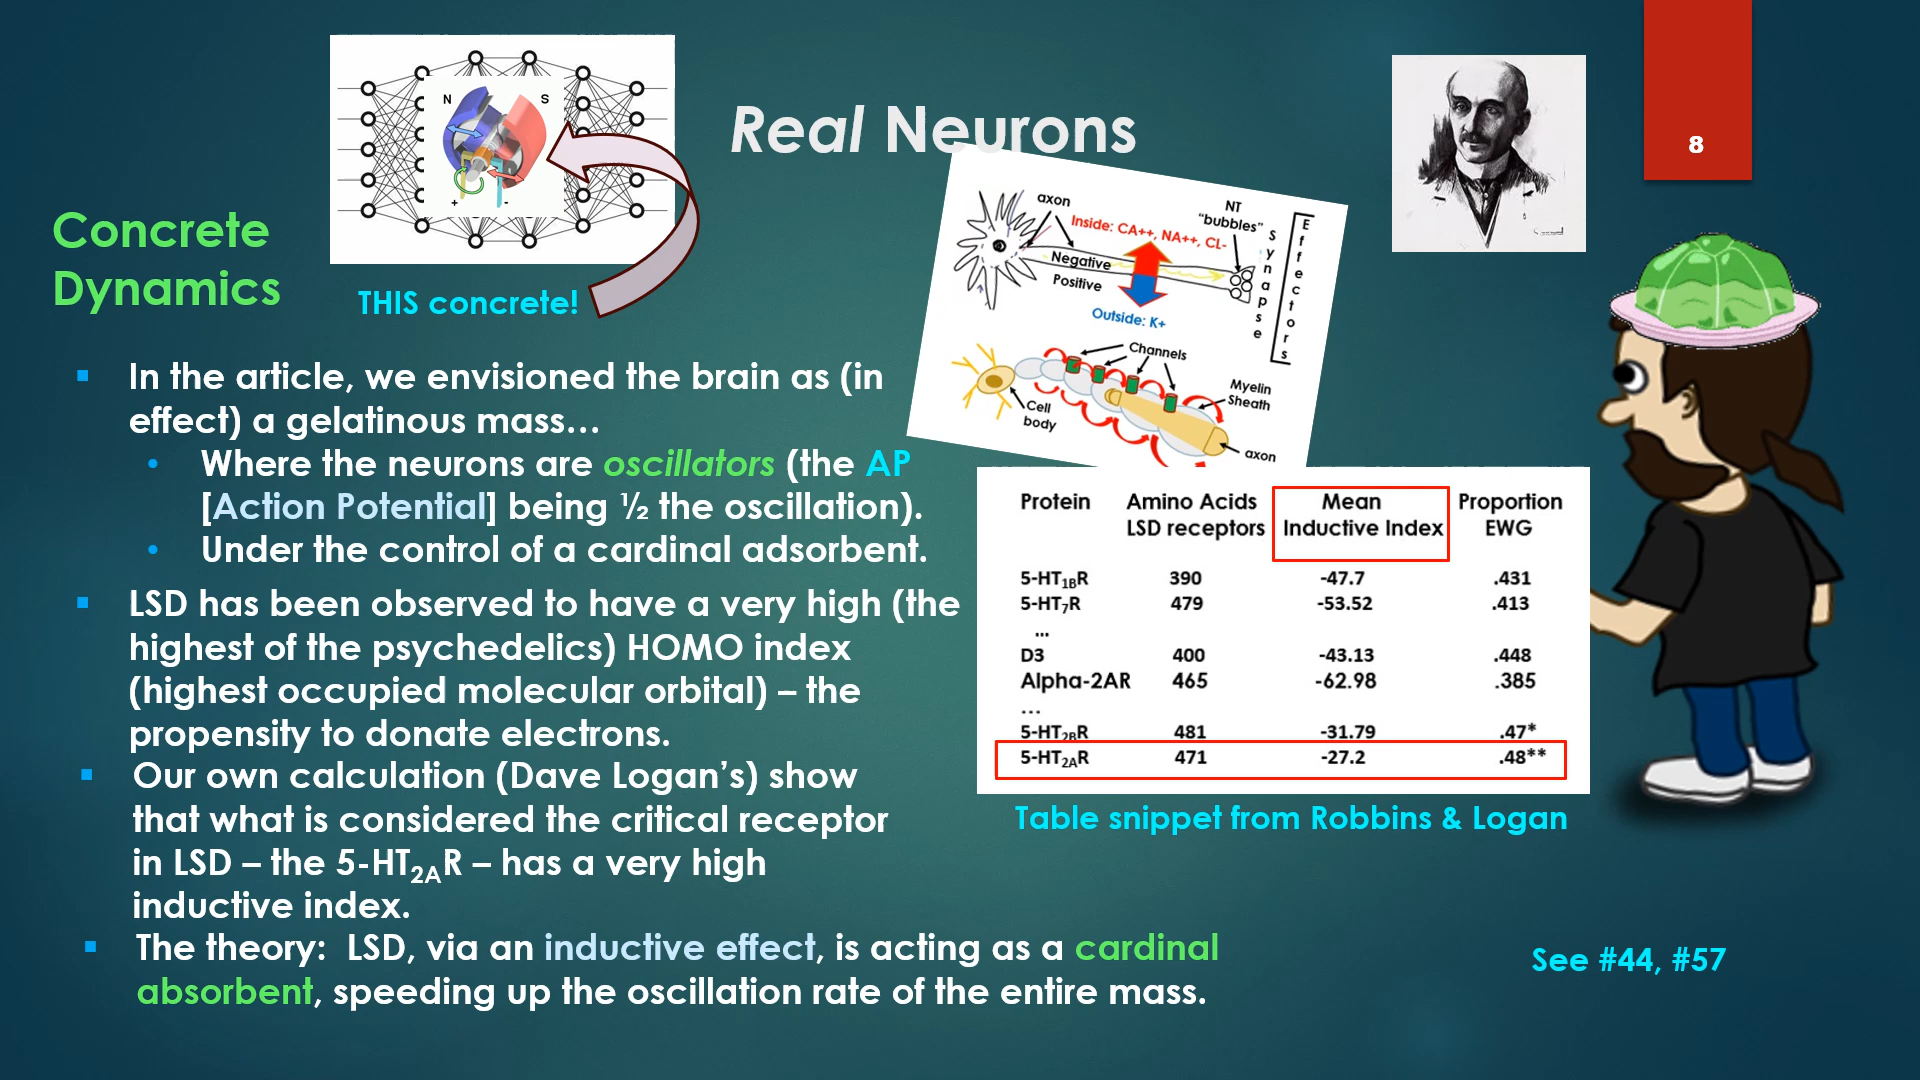 Real Neurons
8
N S
+ -
Concrete
Dynamics
THIS concrete!
axon
NT
"bubbles"
Inside: CA++, NA++, CL-
Negative
Positive
Outside: K+
Synapse
Effectors
Channels
Myelin
Sheath
Cell
body
axon
▪ In the article, we envisioned the brain as (in
effect) a gelatinous mass…
• Where the neurons are oscillators (the AP
[Action Potential] being ½ the oscillation).
• Under the control of a cardinal adsorbent.
▪ LSD has been observed to have a very high (the
highest of the psychedelics) HOMO index
(highest occupied molecular orbital) – the
propensity to donate electrons.
▪ Our own calculation (Dave Logan's) show
that what is considered the critical receptor
in LSD – the 5-HT2AR – has a very high
inductive index.
▪ The theory: LSD, via an inductive effect, is acting as a cardinal
absorbent, speeding up the oscillation rate of the entire mass.
Protein Amino Acids Mean Proportion
LSD receptors Inductive Index EWG
5-HT1BR 390 -47.7 .431
5-HT7R 479 -53.52 .413
...
D3 400 -43.13 .448
Alpha-2AR 465 -62.98 .385
...
5-HT2BR 481 -31.79 .47*
5-HT2AR 471 -27.2 .48**
Table snippet from Robbins & Logan
See #44, #57